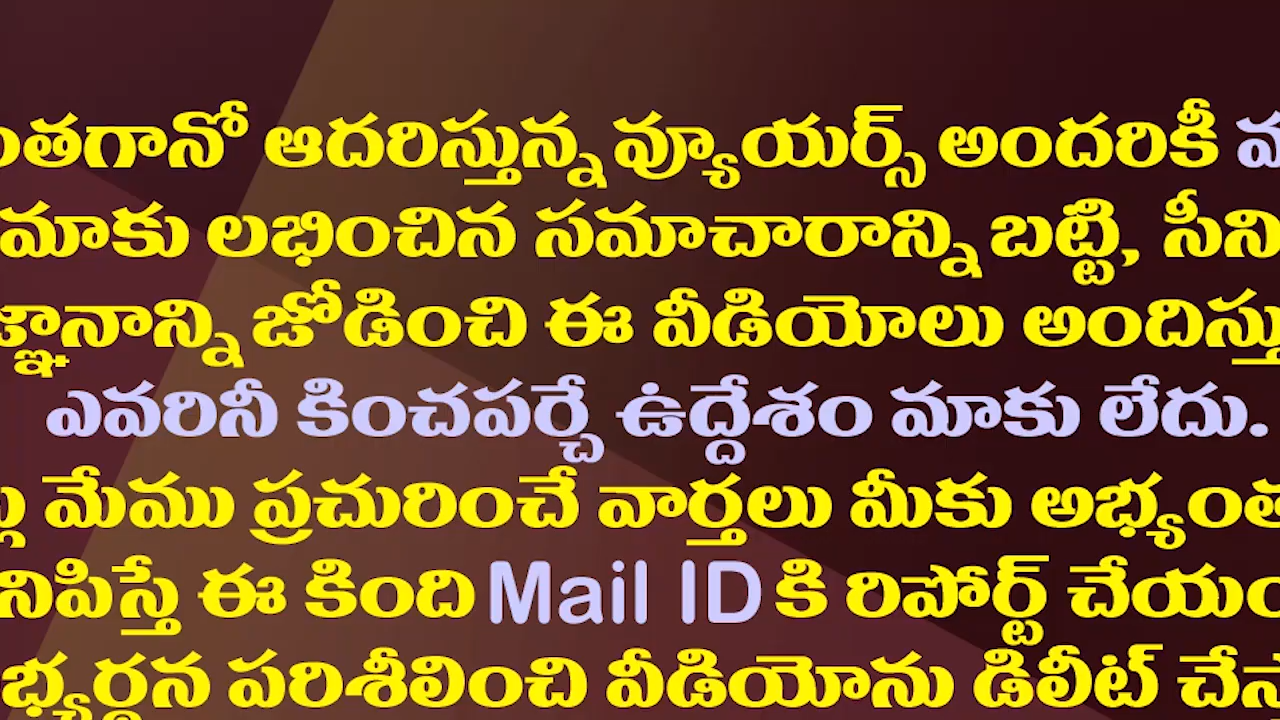 ంతగానో ఆదరిస్తున్న వ్యూయర్స్ అందరికీ
మాకు లభించిన సమాచారాన్ని బట్టి, సీని
జ్ఞానాన్ని జోడించి ఈ వీడియోలు అందిస్తు
ఎవరినీ కించపర్చే ఉద్దేశం మాకు లేదు.
మేము ప్రచురించే వార్తలు మీకు అభ్యంత
నిపిస్తే ఈ కింది Mail ID కి రిపోర్ట్ చేయం
భ్యర్థన పరిశీలించి వీడియోను డిలీట్ చేస